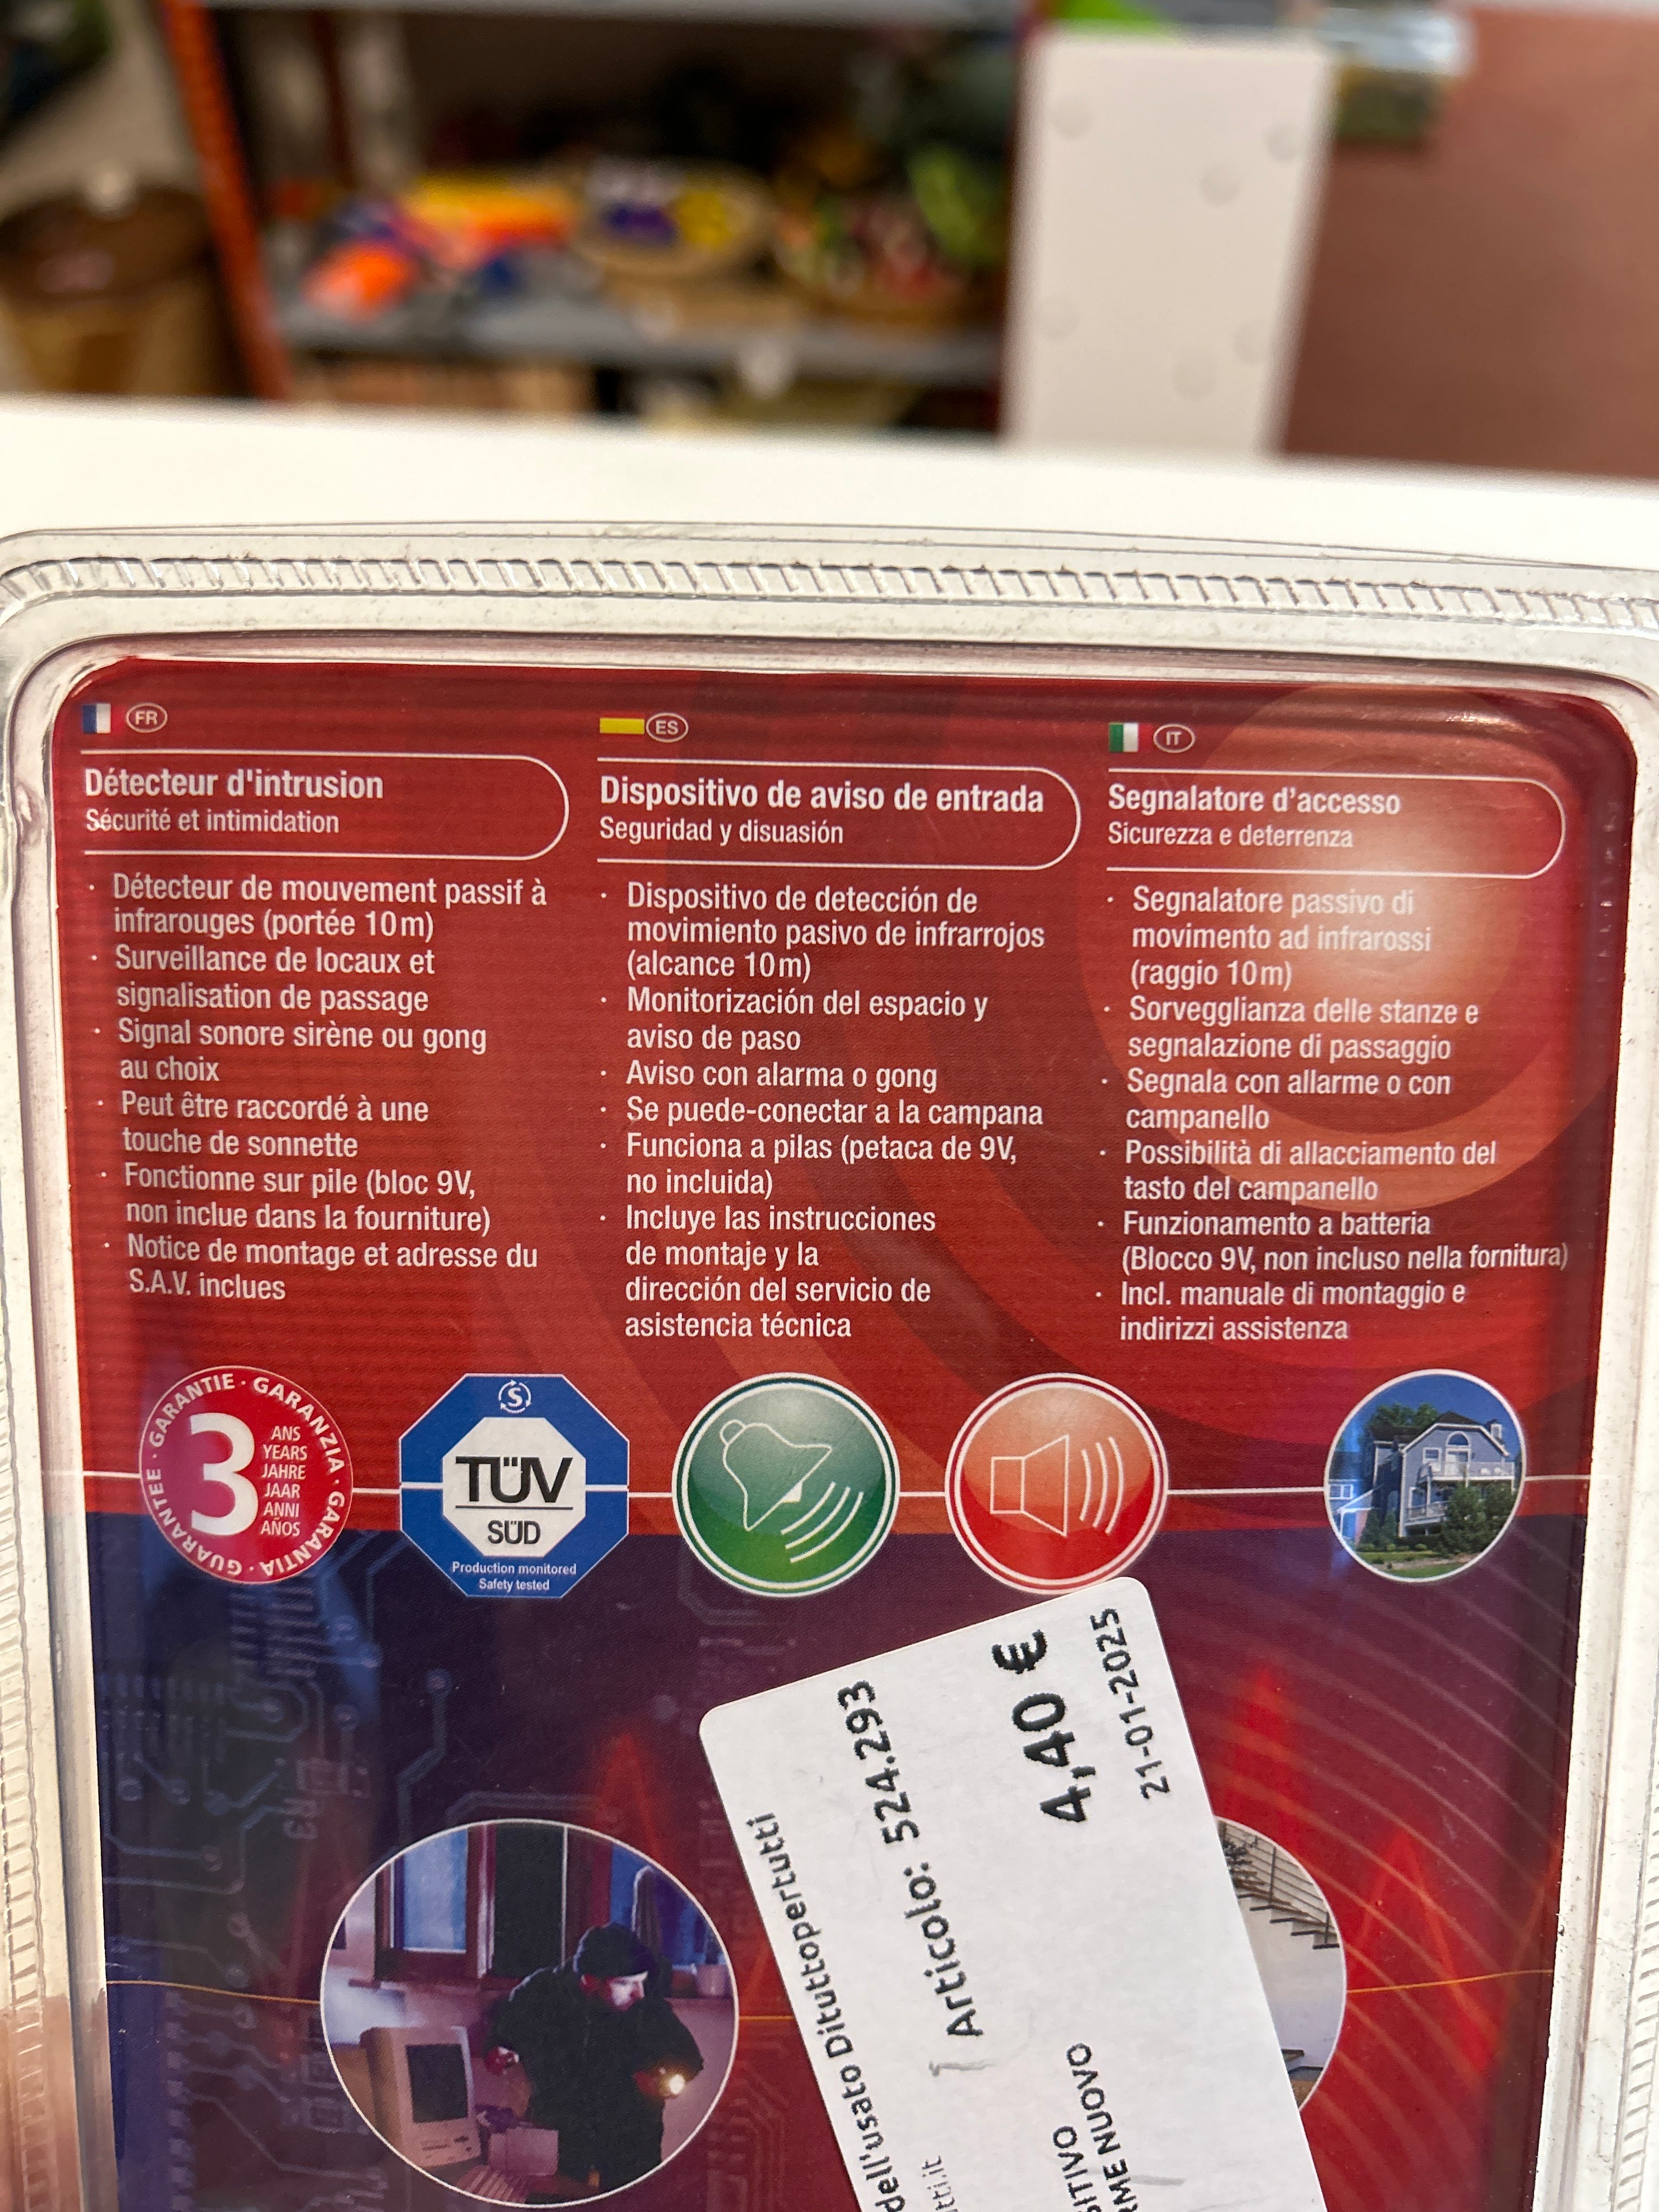 FR
Détecteur d'intrusion
Sécurité et intimidation
· Détecteur de mouvement passif à
infrarouges (portée 10 m)
· Surveillance de locaux et
signalisation de passage
· Signal sonore sirène ou gong
au choix
· Peut être raccordé à une
touche de sonnette
· Fonctionne sur pile (bloc 9V,
non inclue dans la fourniture)
· Notice de montage et adresse du
S.A.V. inclues
ES
Dispositivo de aviso de entrada
Seguridad y disuasión
· Dispositivo de detección de
movimiento pasivo de infrarrojos
(alcance 10 m)
· Monitorización del espacio y
aviso de paso
· Aviso con alarma o gong
· Se puede-conectar a la campana
· Funciona a pilas (petaca de 9V,
no incluida)
· Incluye las instrucciones
de montaje y la
dirección del servicio de
asistencia técnica
IT
Segnalatore d'accesso
Sicurezza e deterrenza
· Segnalatore passivo di
movimento ad infrarossi
(raggio 10 m)
· Sorvegglianza delle stanze e
segnalazione di passaggio
· Segnala con allarme o con
campanello
· Possibilità di allacciamento del
tasto del campanello
· Funzionamento a batteria
(Blocco 9V, non incluso nella fornitura)
· Incl. manuale di montaggio e
indirizzi assistenza
GUARANTEE · GARANTIE · GARANZIA · GARANTIA ·
3
ANS
YEARS
JAHRE
JAAR
ANNI
AÑOS
S
TÜV
SÜD
Production monitored
Safety tested
dell'usato Dituttopertutti
Articolo: 524.293
4,40 €
21-01-2025
NUOVO